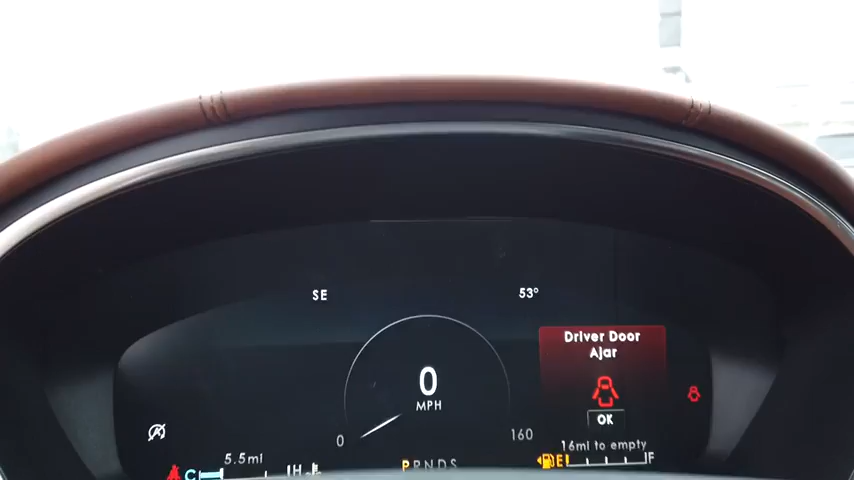 SE
53°
Driver Door
Ajar
OK
0
MPH
0
160
5.5mi
16mi to empty
C
H
PRNDS
E
F